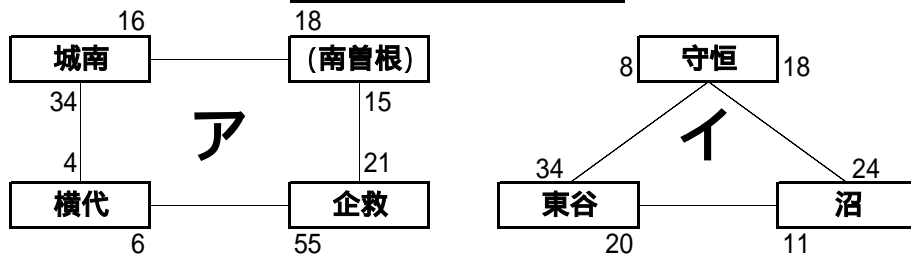 16 18
城南 (南曽根)
34 15
ア
4 21
横代 企救
6 55
守恒
8 18
イ
34 24
東谷 沼
20 11